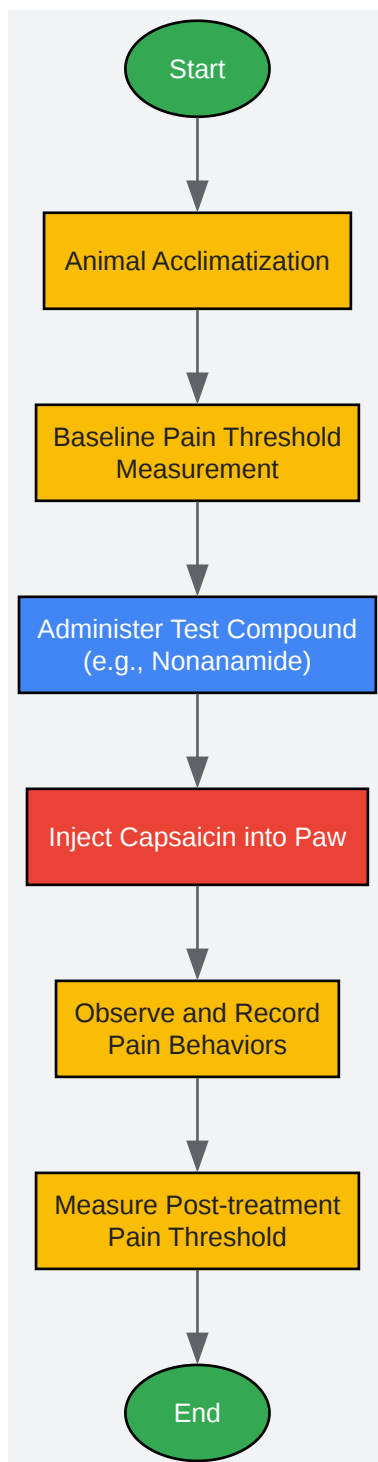 Start
Animal Acclimatization
Baseline Pain Threshold
Measurement
Administer Test Compound
(e.g., Nonanamide)
Inject Capsaicin into Paw
Observe and Record
Pain Behaviors
Measure Post-treatment
Pain Threshold
End